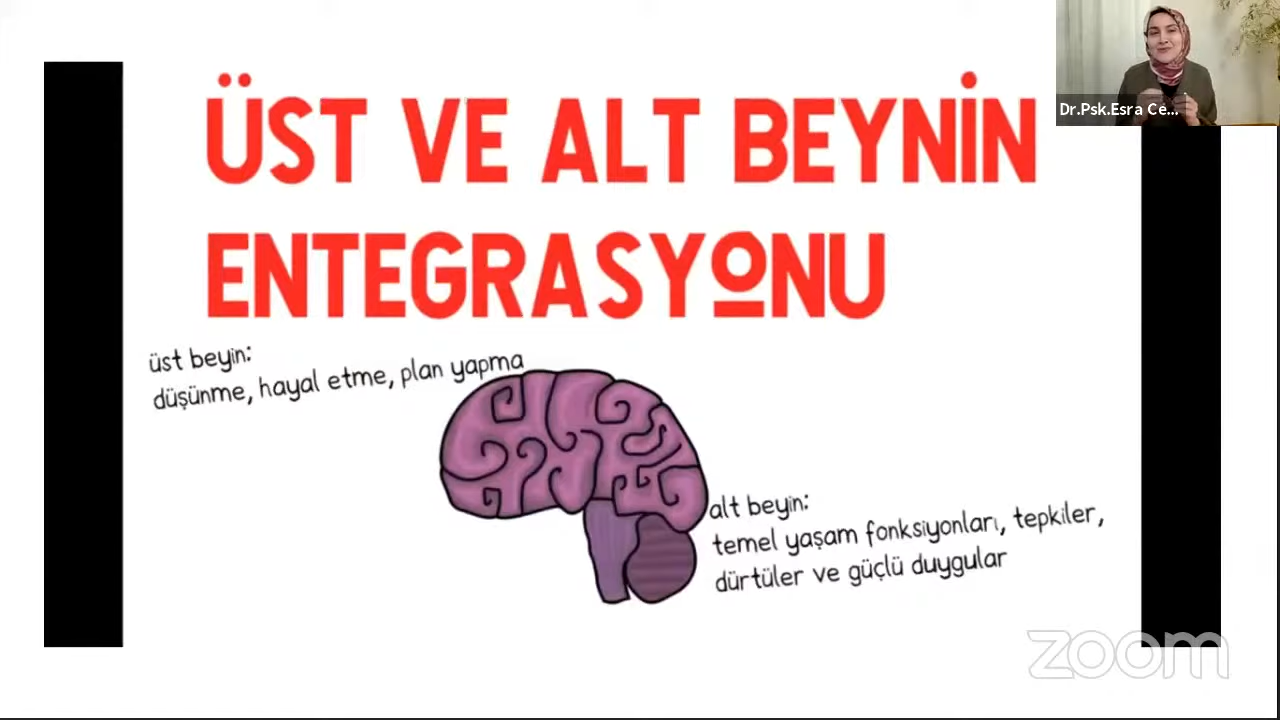 Dr.Psk.Esra Ce...
ÜST VE ALT BEYNİN
ENTEGRASYONU
üst beyin:
düşünme, hayal etme, plan yapma
alt beyin:
temel yaşam fonksiyonları, tepkiler,
dürtüler ve güçlü duygular
zoom